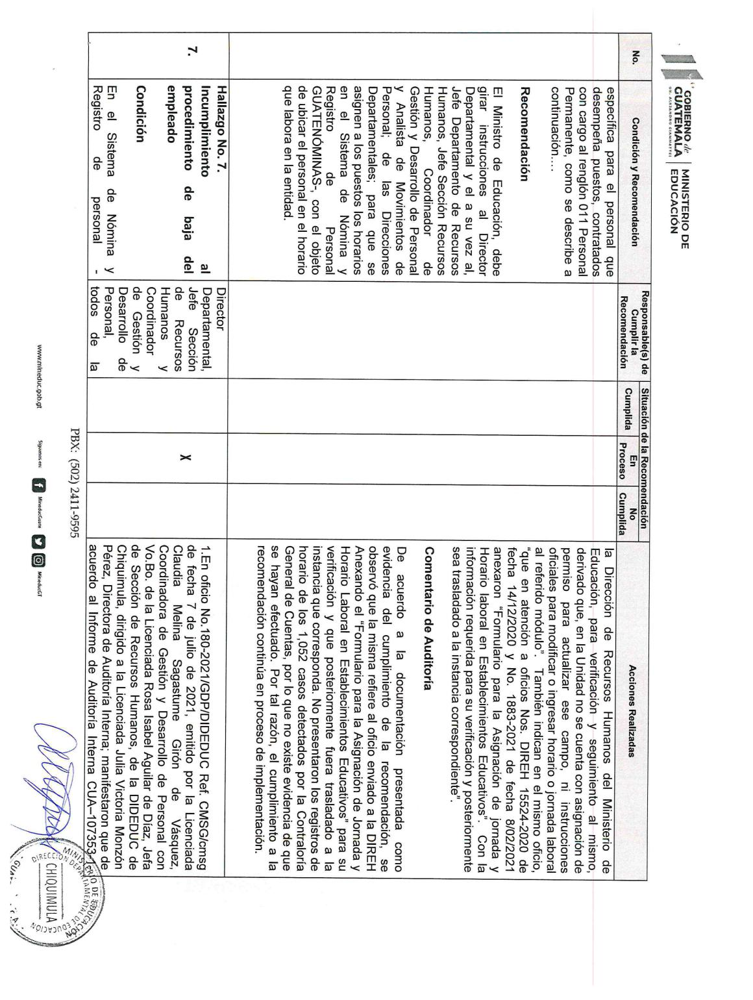 GOBIERNO de
GUATEMALA
DR. ALEJANDRO GIAMMATTEI
MINISTERIO DE
EDUCACIÓN
No.
Condición y Recomendación
Responsable(s) de
Cumplir la
Recomendación
Situación de la Recomendación
Cumplida
En
Proceso
No
Cumplida
Acciones Realizadas
específica para el personal que
desempeña puestos, contratados
con cargo al renglón 011 Personal
Permanente, como se describe a
continuación….
Recomendación
El Ministro de Educación, debe
girar instrucciones al Director
Departamental y el a su vez al,
Jefe Departamento de Recursos
Humanos, Jefe Sección Recursos
Humanos, Coordinador de
Gestión y Desarrollo de Personal
y Analista de Movimientos de
Personal; de las Direcciones
Departamentales; para que se
asignen a los puestos los horarios
en el Sistema de Nómina y
Registro de Personal
GUATENÓMINAS-, con el objeto
de ubicar el personal en el horario
que labora en la entidad.
la Dirección de Recursos Humanos del Ministerio de
Educación, para verificación y seguimiento al mismo,
derivado que, en la Unidad no se cuenta con asignación de
permiso para actualizar ese campo, ni instrucciones
oficiales para modificar o ingresar horario o jornada laboral
al referido módulo”. También indican en el mismo oficio,
“que en atención a oficios Nos. DIREH 15524-2020 de
fecha 14/12/2020 y No. 1883-2021 de fecha 8/02/2021
anexaron “Formulario para la Asignación de jornada y
Horario laboral en Establecimientos Educativos”. Con la
información requerida para su verificación y posteriormente
sea trasladado a la instancia correspondiente”.
Comentario de Auditoría
De acuerdo a la documentación presentada como
evidencia del cumplimiento de la recomendación, se
observó que la misma refiere al oficio enviado a la DIREH
Anexando el “Formulario para la Asignación de Jornada y
Horario Laboral en Establecimientos Educativos” para su
verificación y que posteriormente fuera trasladado a la
instancia que corresponda. No presentaron los registros de
horario de los 1,052 casos detectados por la Contraloría
General de Cuentas, por lo que no existe evidencia de que
se hayan efectuado. Por tal razón, el cumplimiento a la
recomendación continúa en proceso de implementación.
7.
Hallazgo No. 7.
Incumplimiento al
procedimiento de baja del
empleado
Condición
En el Sistema de Nómina y
Registro de personal -
Director
Departamental,
Jefe Sección
de Recursos
Humanos y
Coordinador
de Gestión y
Desarrollo de
Personal,
todos de la
X
1.En oficio No.180-2021/GDP/DIDEDUC Ref. CMSG/cmsg
de fecha 7 de julio de 2021, emitido por la Licenciada
Claudia Melina Sagastume Girón de Vásquez,
Coordinadora de Gestión y Desarrollo de Personal con
Vo.Bo. de la Licenciada Rosa Isabel Aguilar de Díaz, Jefa
de Sección de Recursos Humanos, de la DIDEDUC de
Chiquimula, dirigido a la Licenciada Julia Victoria Monzón
Pérez, Directora de Auditoría Interna; manifestaron que de
acuerdo al Informe de Auditoría Interna CUA–107353
PBX: (502) 2411-9595
www.mineduc.gob.gt
Síguenos en:
MineducGuate
MineducGT
MINISTERIO DE EDUCACIÓN
DIRECCIÓN DEPARTAMENTAL DE EDUCACIÓN
CHIQUIMULA